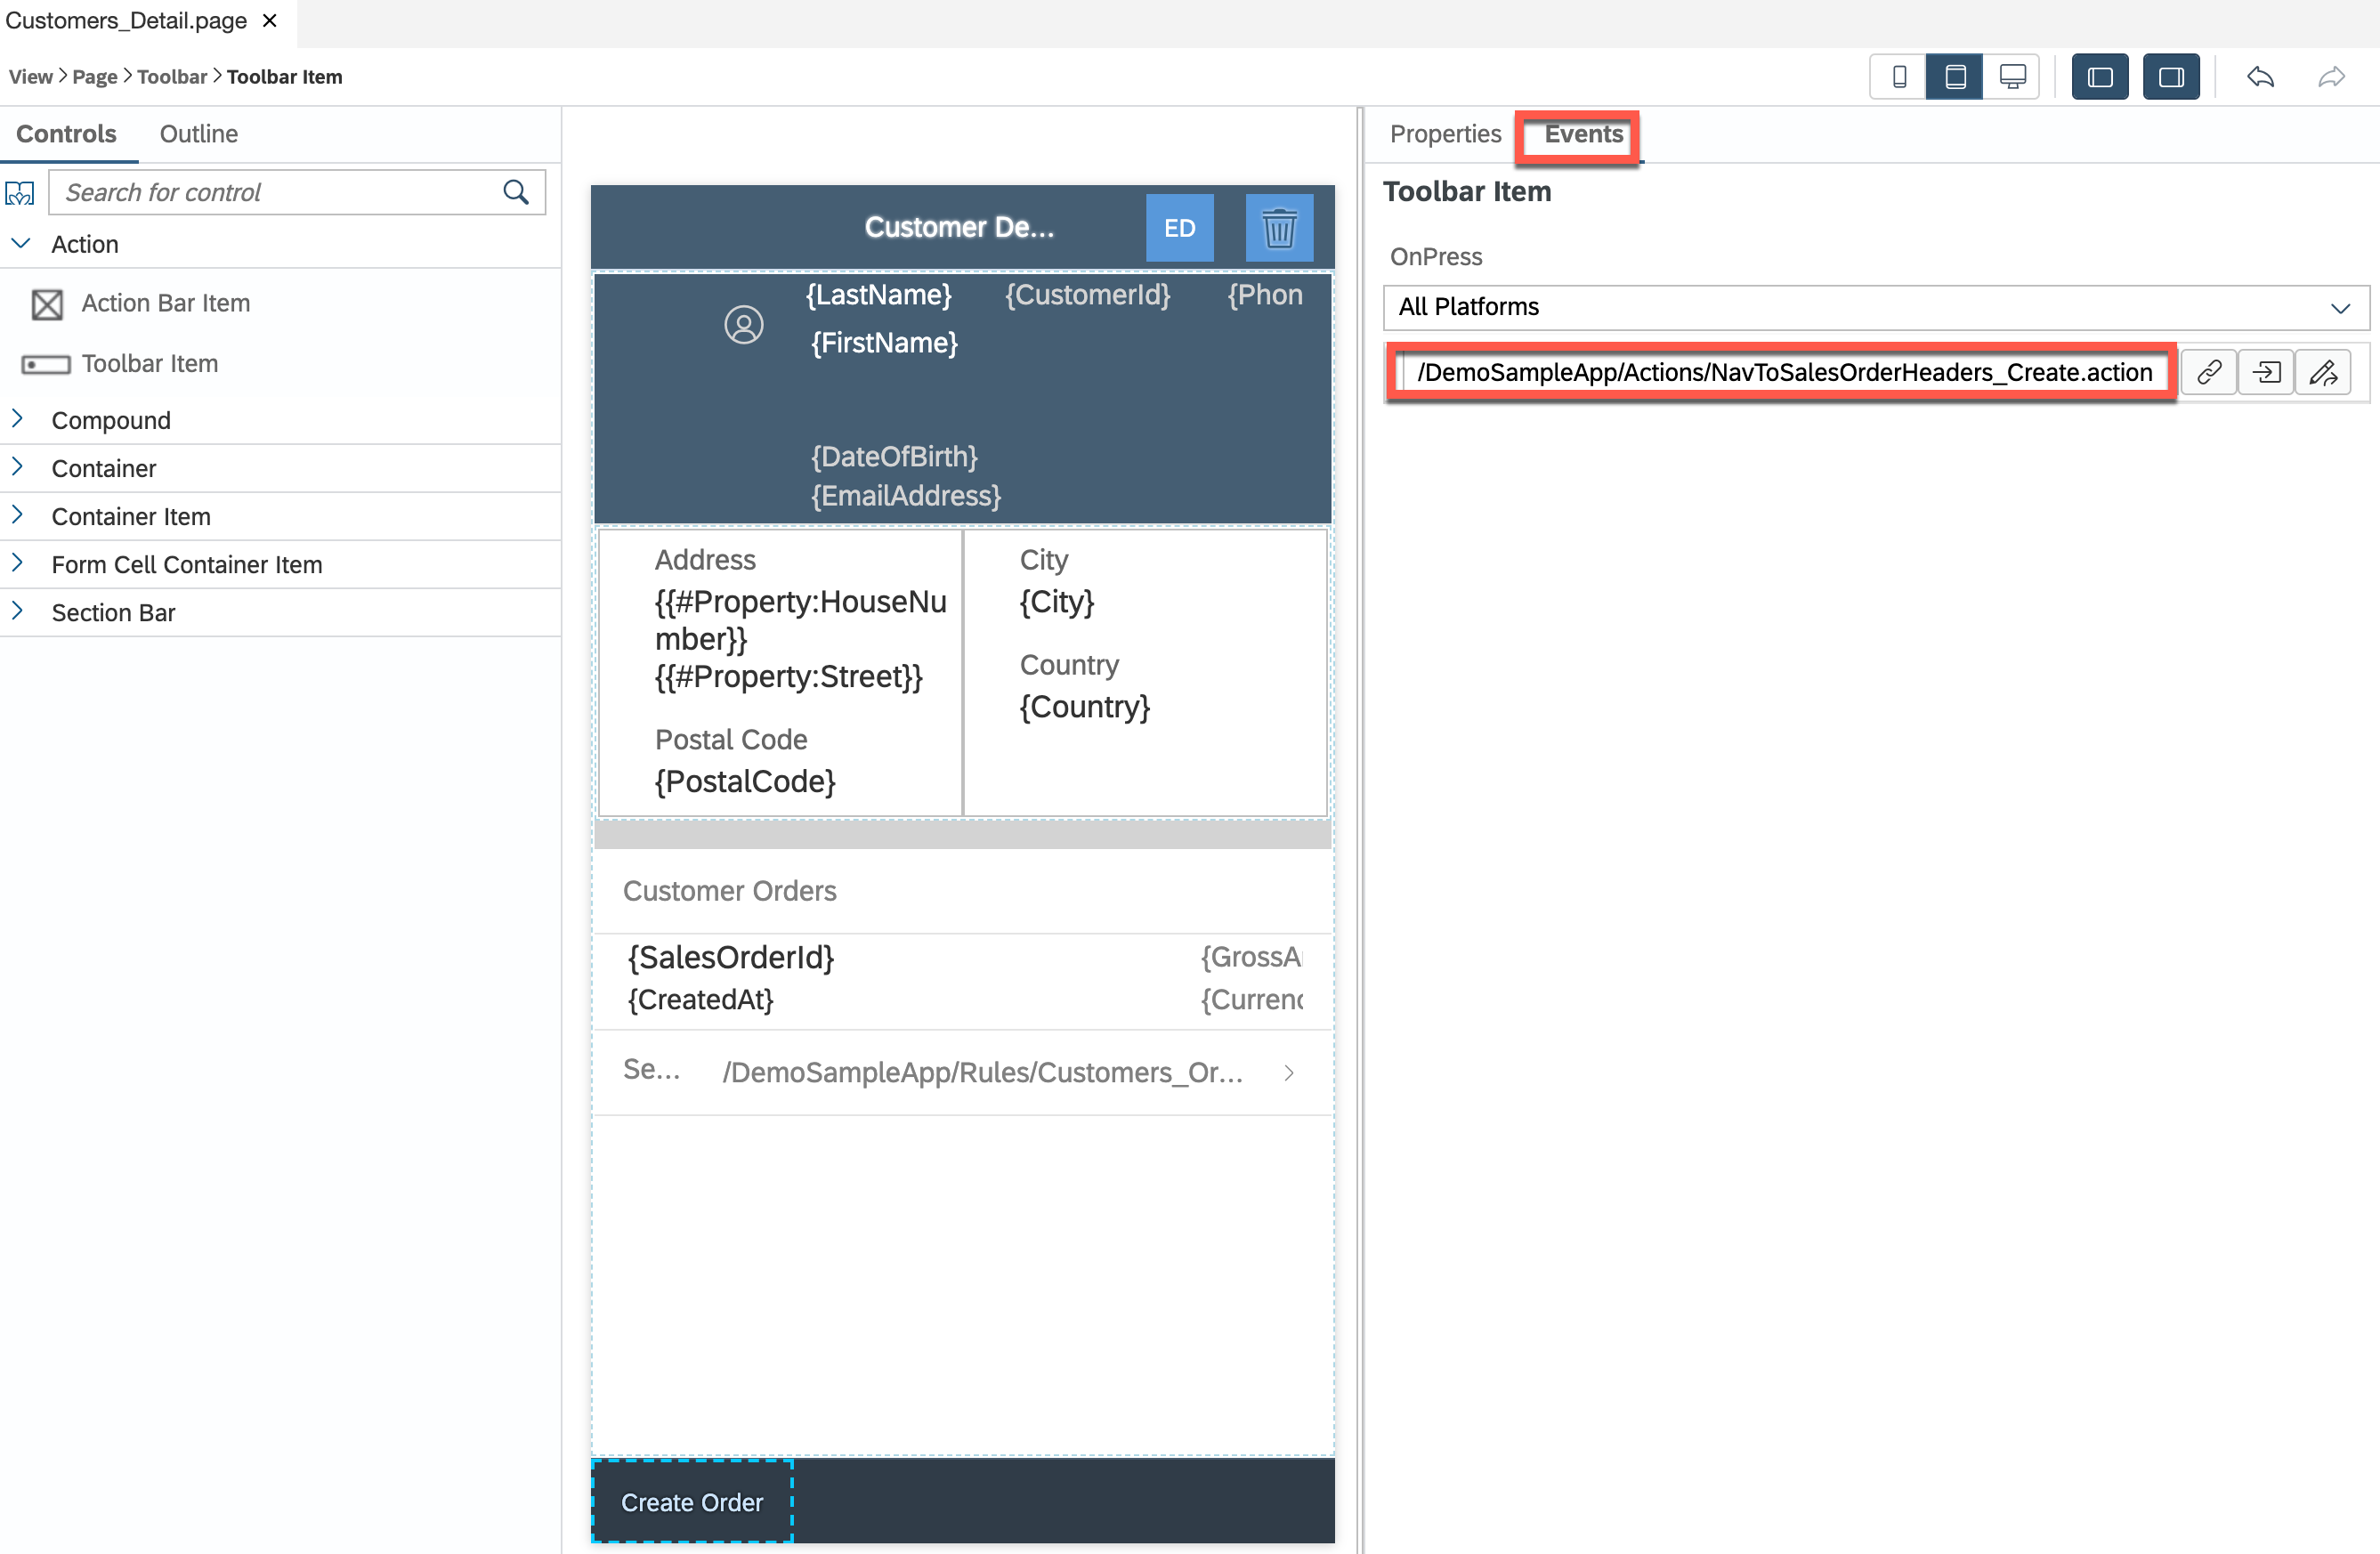 Customers_Detail.page
View > Page > Toolbar > Toolbar Item
Controls
Outline
Search for control
Action
Action Bar Item
Toolbar Item
Compound
Container
Container Item
Form Cell Container Item
Section Bar
Customer De...
ED
{LastName}
{CustomerId}
{Phon
{FirstName}
{DateOfBirth}
{EmailAddress}
Address
{{#Property:HouseNu
mber}}
{{#Property:Street}}
Postal Code
{PostalCode}
City
{City}
Country
{Country}
Customer Orders
{SalesOrderId}
{GrossA
{CreatedAt}
{Currenc
Se...
/DemoSampleApp/Rules/Customers_Or...
Create Order
Properties
Events
Toolbar Item
OnPress
All Platforms
/DemoSampleApp/Actions/NavToSalesOrderHeaders_Create.action